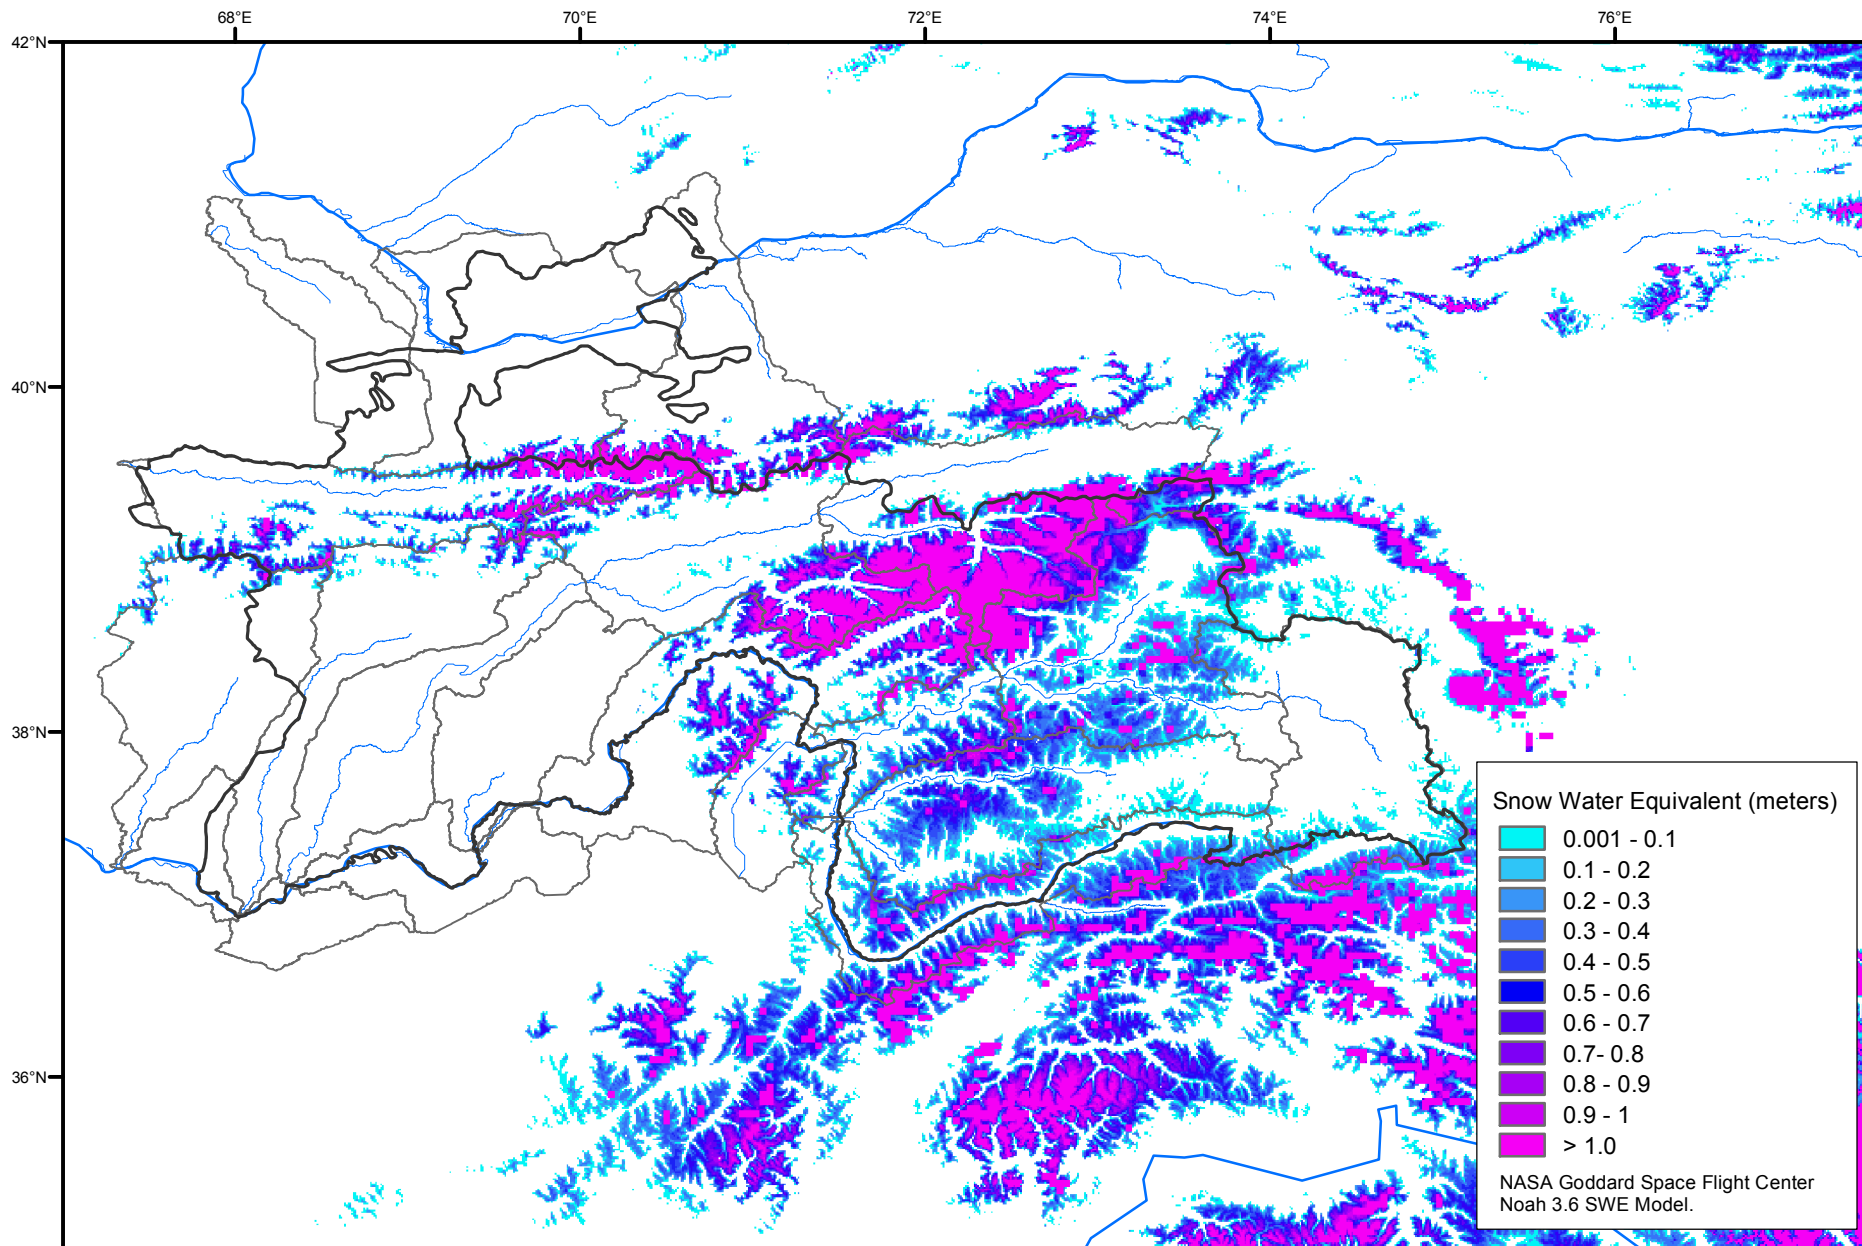 68°E
70°E
72°E
74°E
76°E
42°N
40°N
38°N
36°N
Snow Water Equivalent (meters)
0.001 - 0.1
0.1 - 0.2
0.2 - 0.3
0.3 - 0.4
0.4 - 0.5
0.5 - 0.6
0.6 - 0.7
0.7- 0.8
0.8 - 0.9
0.9 - 1
> 1.0
NASA Goddard Space Flight Center
Noah 3.6 SWE Model.